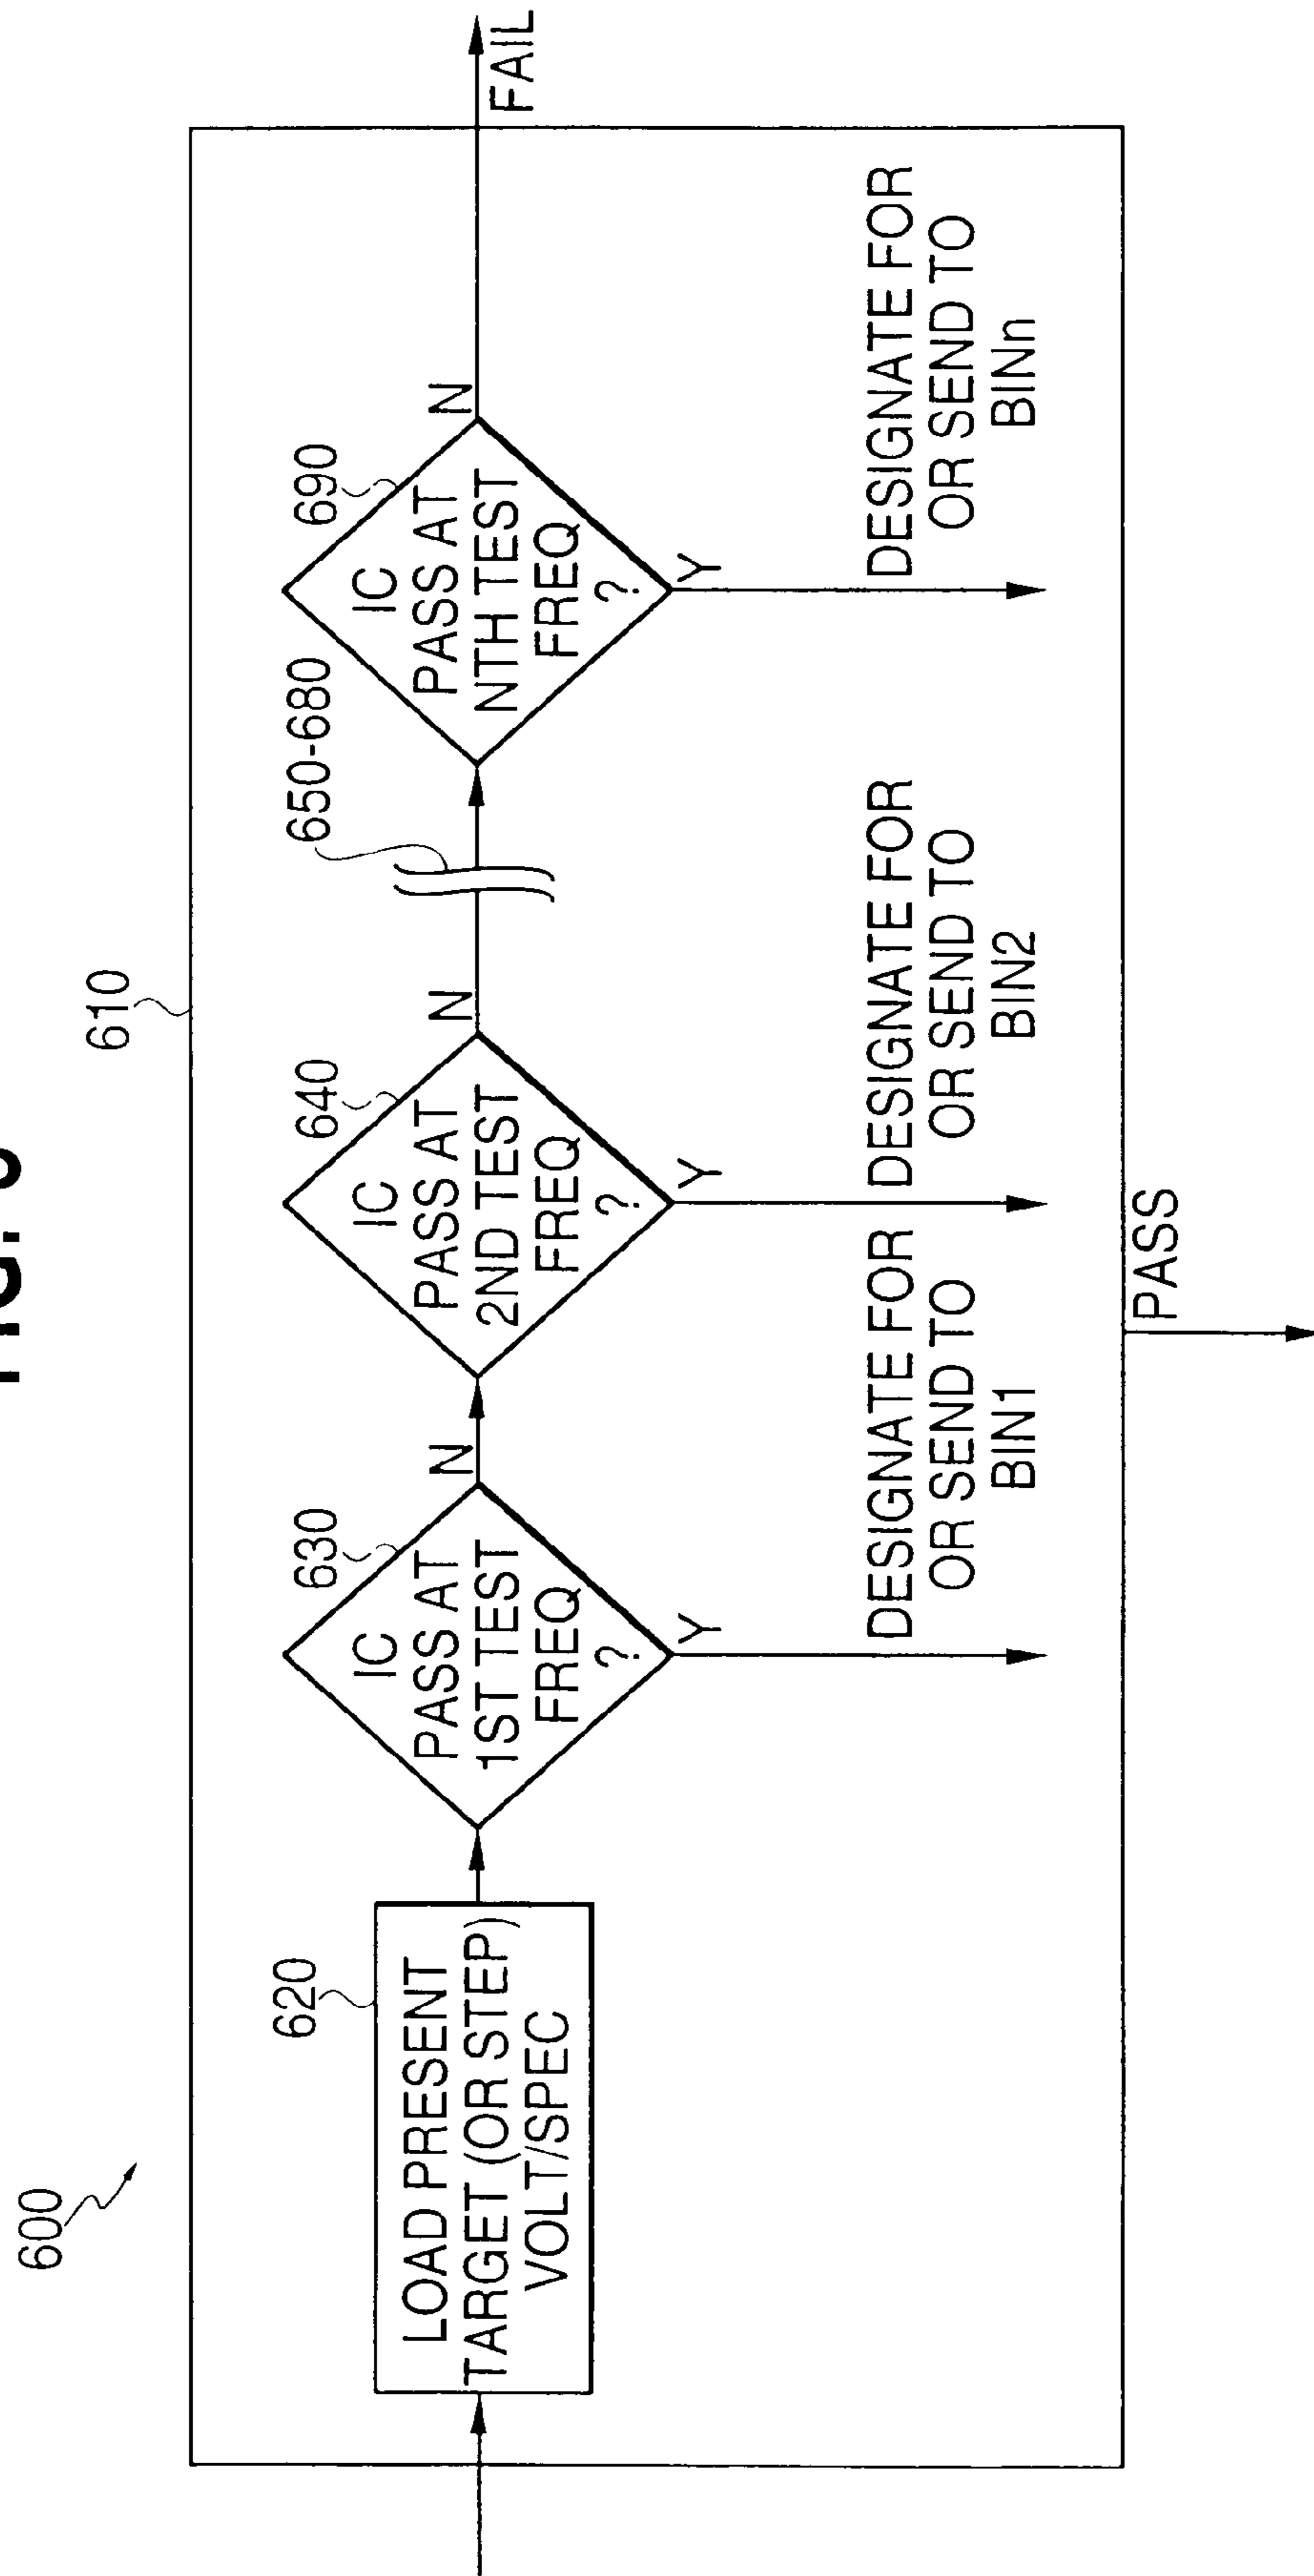 600
610
620
LOAD PRESENT
TARGET (OR STEP)
VOLT/SPEC
630
IC
PASS AT
1ST TEST
FREQ
?
N
Y
DESIGNATE FOR
OR SEND TO
BIN1
640
IC
PASS AT
2ND TEST
FREQ
?
N
Y
DESIGNATE FOR
OR SEND TO
BIN2
650-680
690
IC
PASS AT
NTH TEST
FREQ
?
N
Y
DESIGNATE FOR
OR SEND TO
BINn
FAIL
PASS